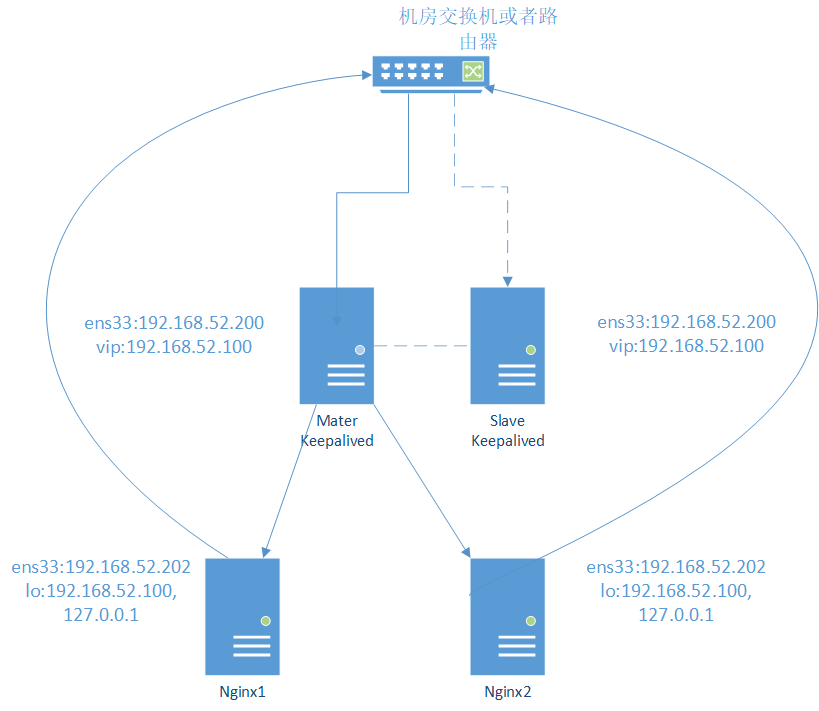 机房交换机或者路
由器
ens33:192.168.52.200
vip:192.168.52.100
ens33:192.168.52.200
vip:192.168.52.100
Mater
Keepalived
Slave
Keepalived
ens33:192.168.52.202
lo:192.168.52.100,
127.0.0.1
ens33:192.168.52.202
lo:192.168.52.100,
127.0.0.1
Nginx1
Nginx2